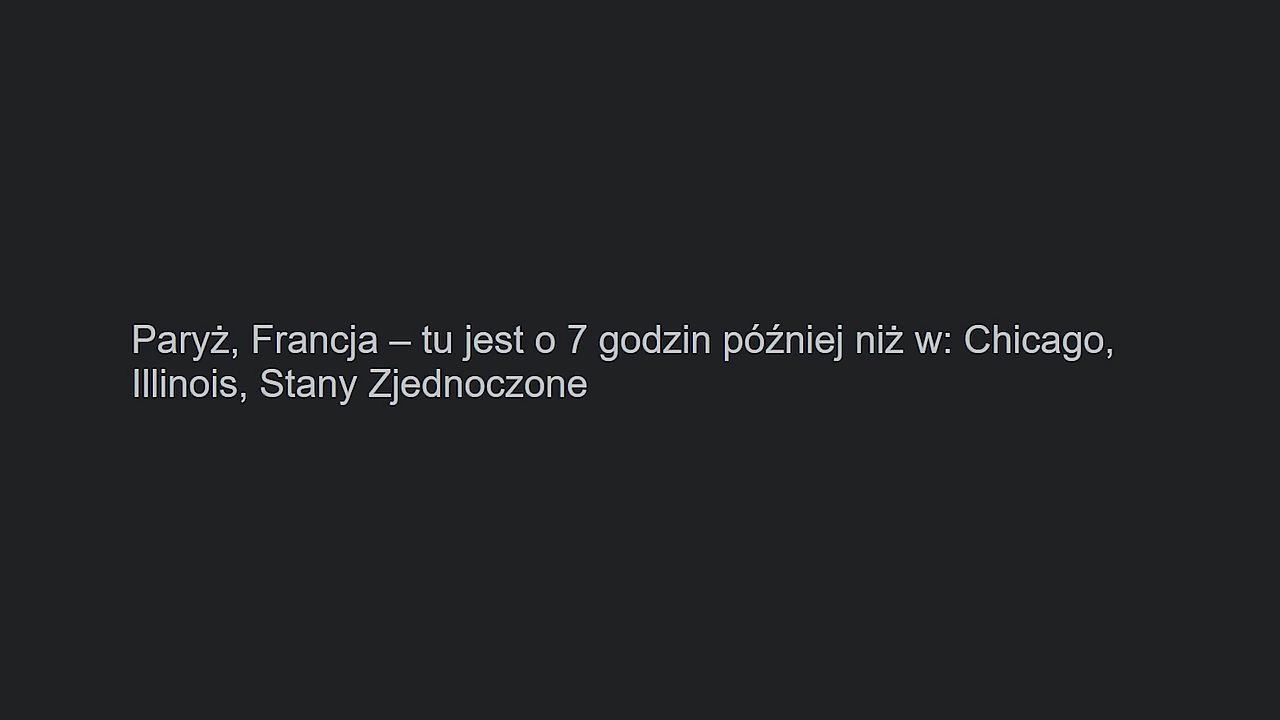 Paryż, Francja – tu jest o 7 godzin później niż w: Chicago,
Illinois, Stany Zjednoczone